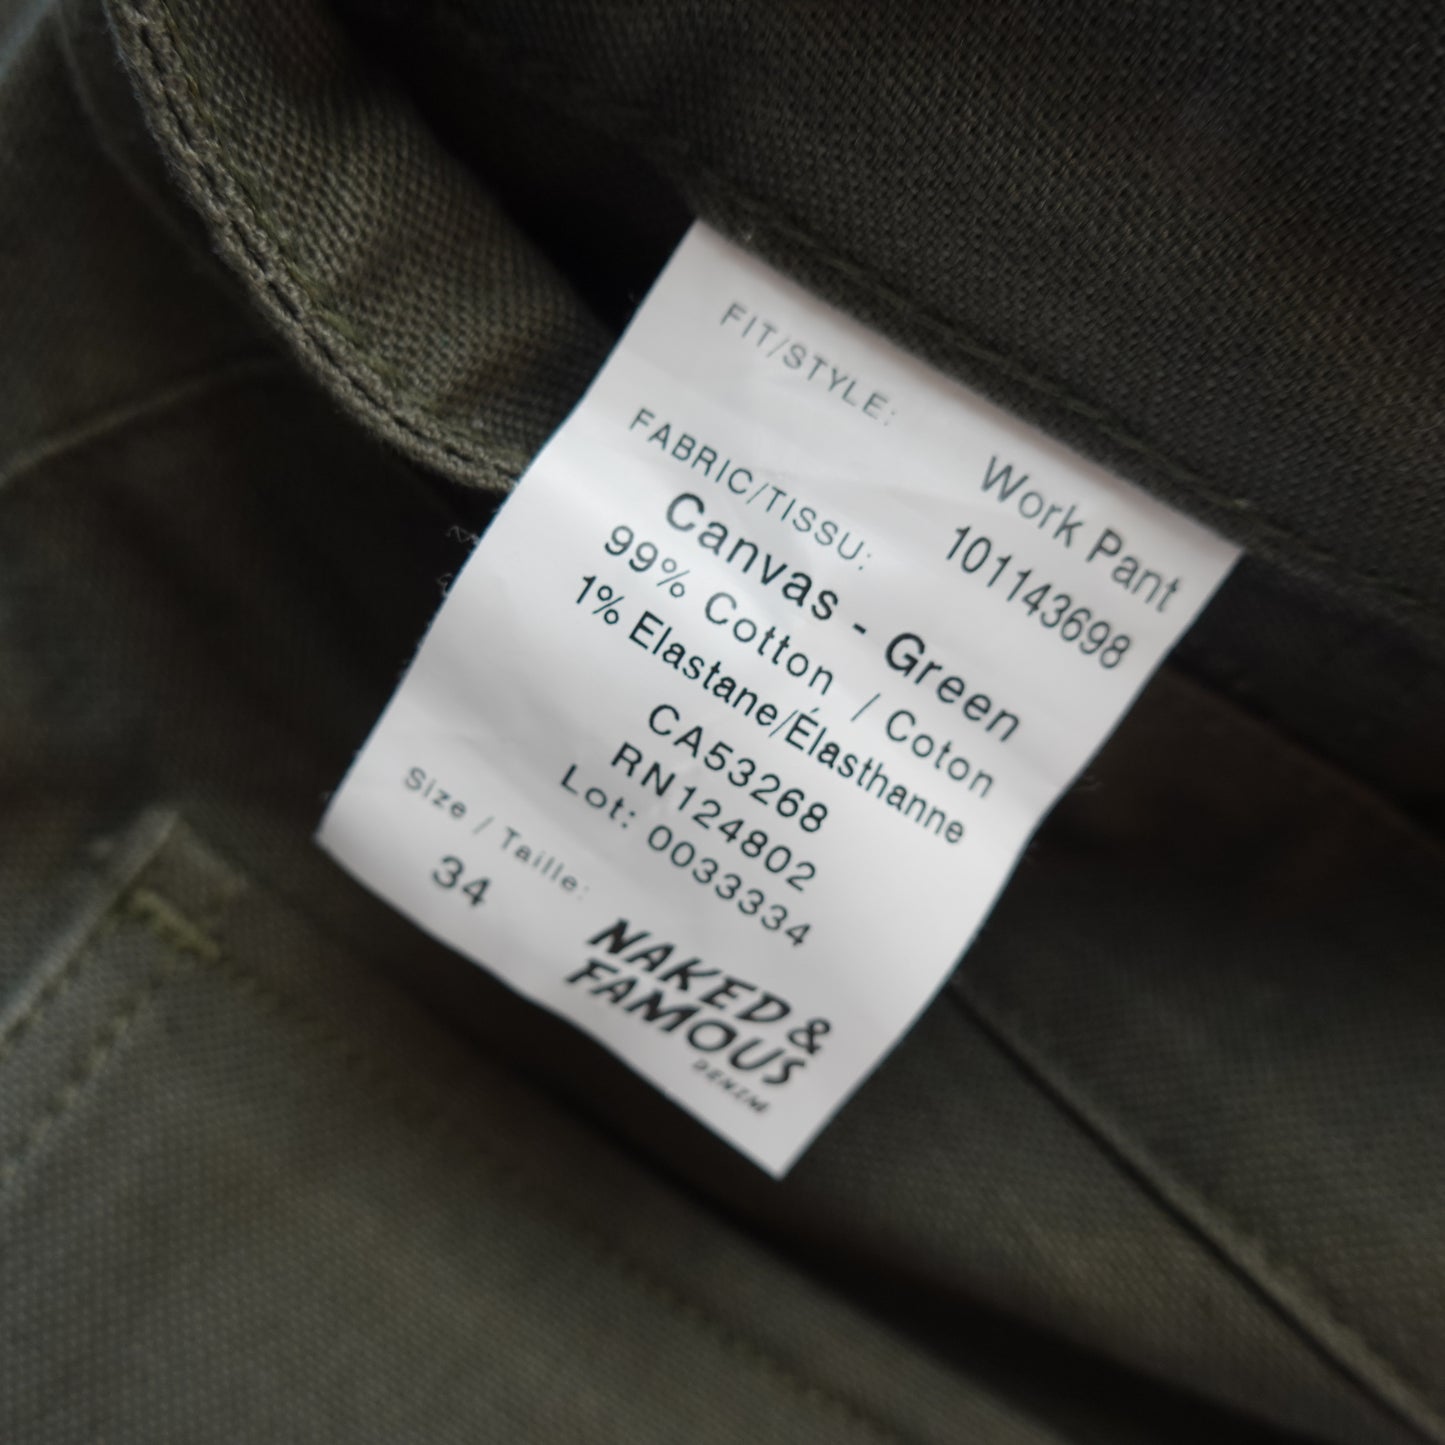 FIT/STYLE:
Work Pant
101143698
FABRIC/TISSU:
Canvas - Green
99% Cotton / Coton
1% Elastane/Élasthanne
CA53268
RN124802
Lot: 0033334
Size / Taille:
34
NAKED &
FAMOUS
DENIM